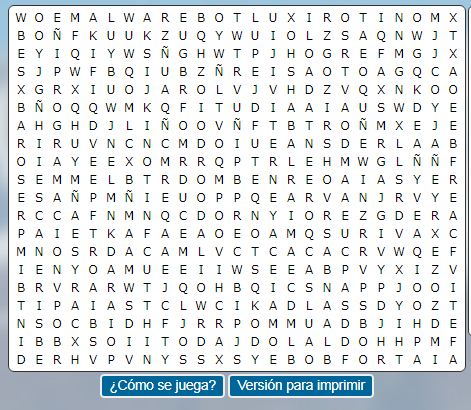 W O E M A L W A R E B O T L U X I R O T I N O M X
B O Ñ F K U U K Z U Q Y W U I O L Z S A Q N W J T
E Y I Q I Y W S Ñ G H W T P J H O G R E F M G J X
S J P W F B Q I U B Z Ñ R E I S A O T O A G Q C A
X G R X I U O J A R O L V J V H D Z V Q X N K O O
B Ñ O Q Q W M K Q F I T U D I A A I A U S W D Y E
A H G H D J L I Ñ O O V Ñ F T B T R O Ñ M X E J E
R I R U V N C N C M D O I U E A N S D E R L A A B
O I A Y E E X O M R R Q P T R L E H M W G L Ñ Ñ F
S E M M E L B T R D O M B E N R E O A I A S Y E R
E S A Ñ P M Ñ I E U O P P Q E A R V A N J R V Y E
R C C A F N M N Q C D O R N Y I O R E Z G D E R A
P A I E T K A F A E A O E O A M Q S U R I V A X C
M N O S R D A C A M L V C T C A C A C R V W Q E F
I E N Y O A M U E E I I W S E E A B P V Y X I Z V
B R V R A R W T J Q O H B Q I C S N A P P J O O I
T I P A I A S T C L W C I K A D L A S S D Y O Z T
N S O C B I D H F J R R P O M M U A D B J I H D E
I B B X S O I I T O D A J D O L A L D O H H P M F
D E R H V P V N Y S S X S Y E B O B F O R T A I A
¿Cómo se juega?
Versión para imprimir